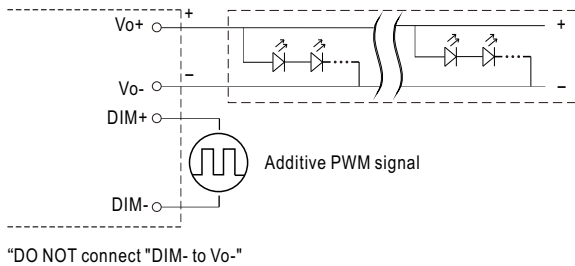 Vo+
+
+
Vo-
−
−
DIM+
Additive PWM signal
DIM-
“DO NOT connect "DIM- to Vo-"